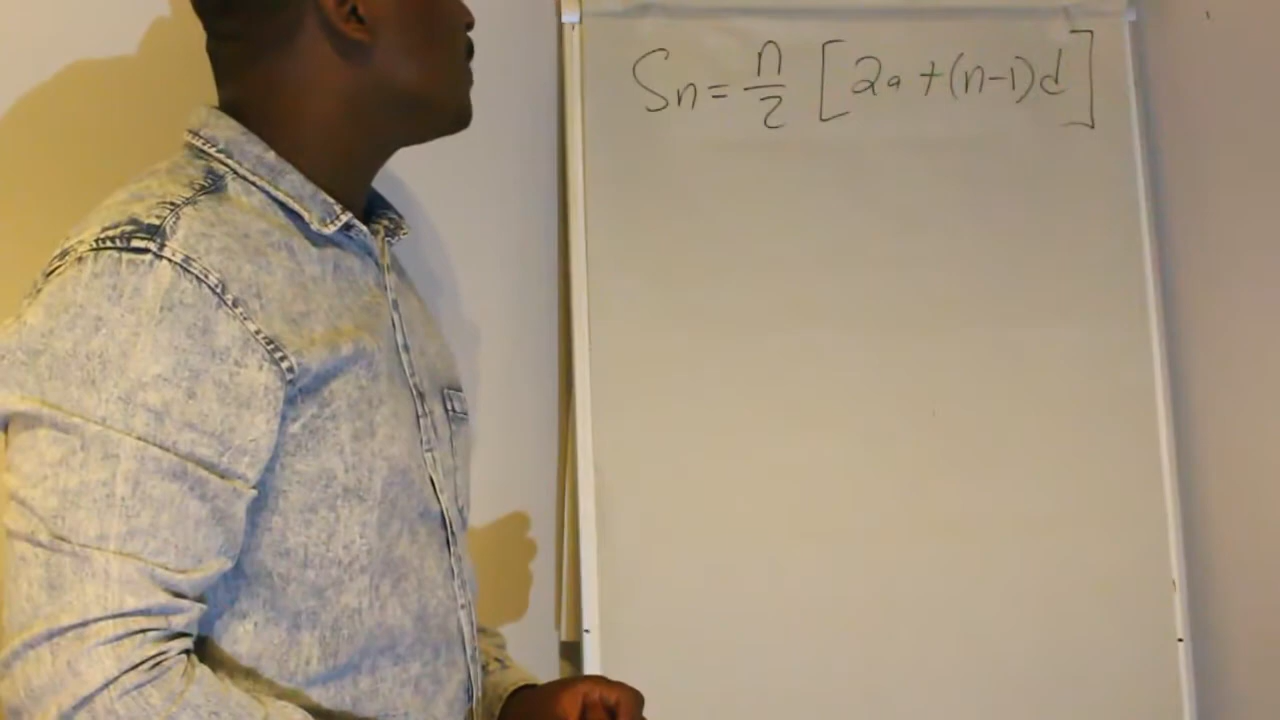 Sn = n/2 [2a + (n-1)d]